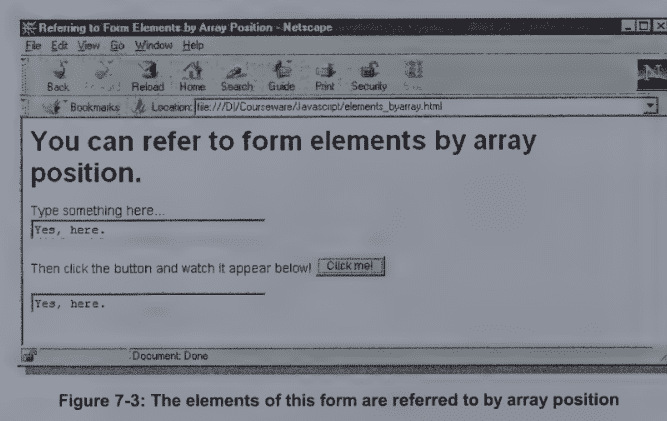 Referring to Form Elements by Array Position - Netscape
File Edit View Go Window Help
Back Reload Home Search Guide Print Security
Bookmarks Location: file:///D|/Courseware/Javascript/elements_byarray.html
You can refer to form elements by array
position.
Type something here...
Yes, here.
Then click the button and watch it appear below! Click me!
Yes, here.
Document: Done
Figure 7-3: The elements of this form are referred to by array position